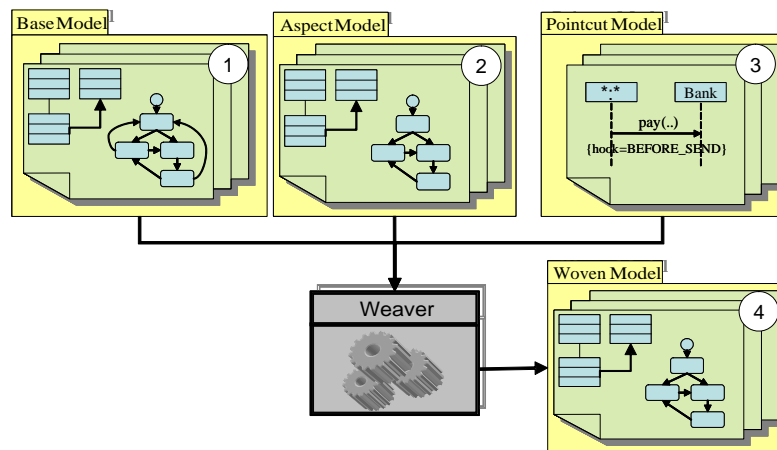 Base Model
Aspect Model
Pointcut Model
1
2
3
*:*
Bank
pay(..)
{hook=BEFORE_SEND}
Weaver
Woven Model
4